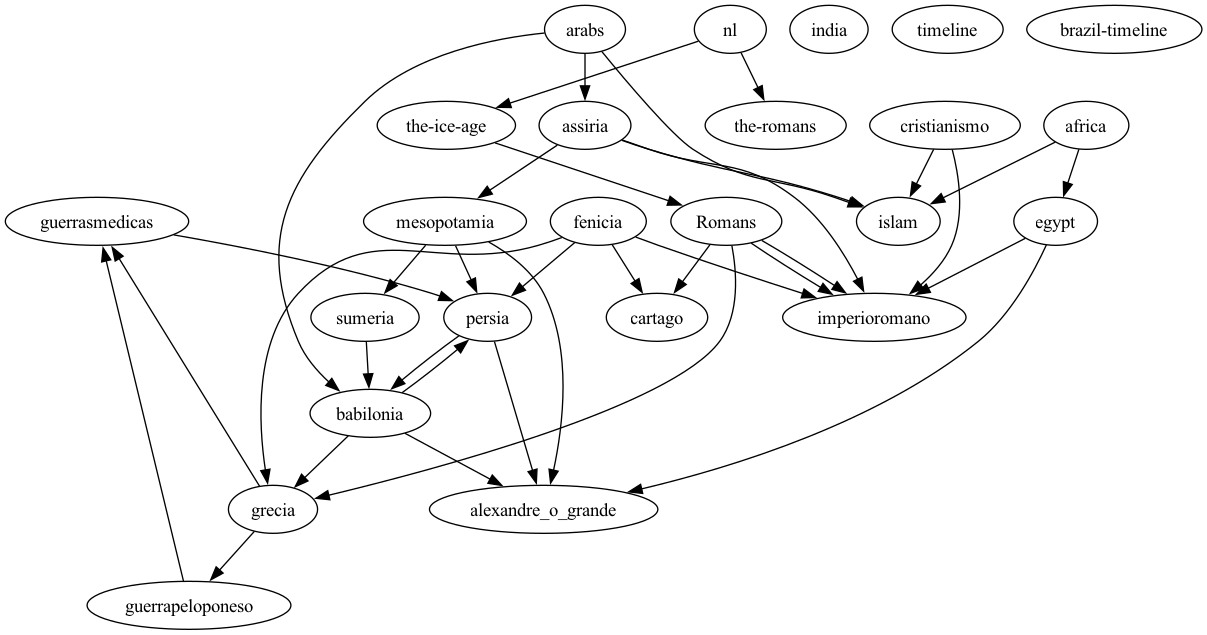 arabs
nl
india
timeline
brazil-timeline
the-ice-age
assiria
the-romans
cristianismo
africa
guerrasmedicas
mesopotamia
fenicia
Romans
islam
egypt
sumeria
persia
cartago
imperioromano
babilonia
grecia
alexandre_o_grande
guerrapeloponeso